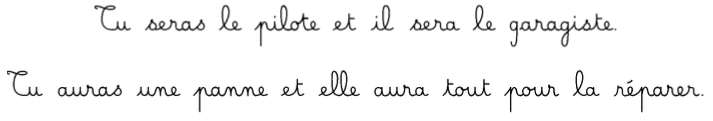 Tu seras le pilote et il sera le garagiste.
Tu auras une panne et elle aura tout pour la réparer.